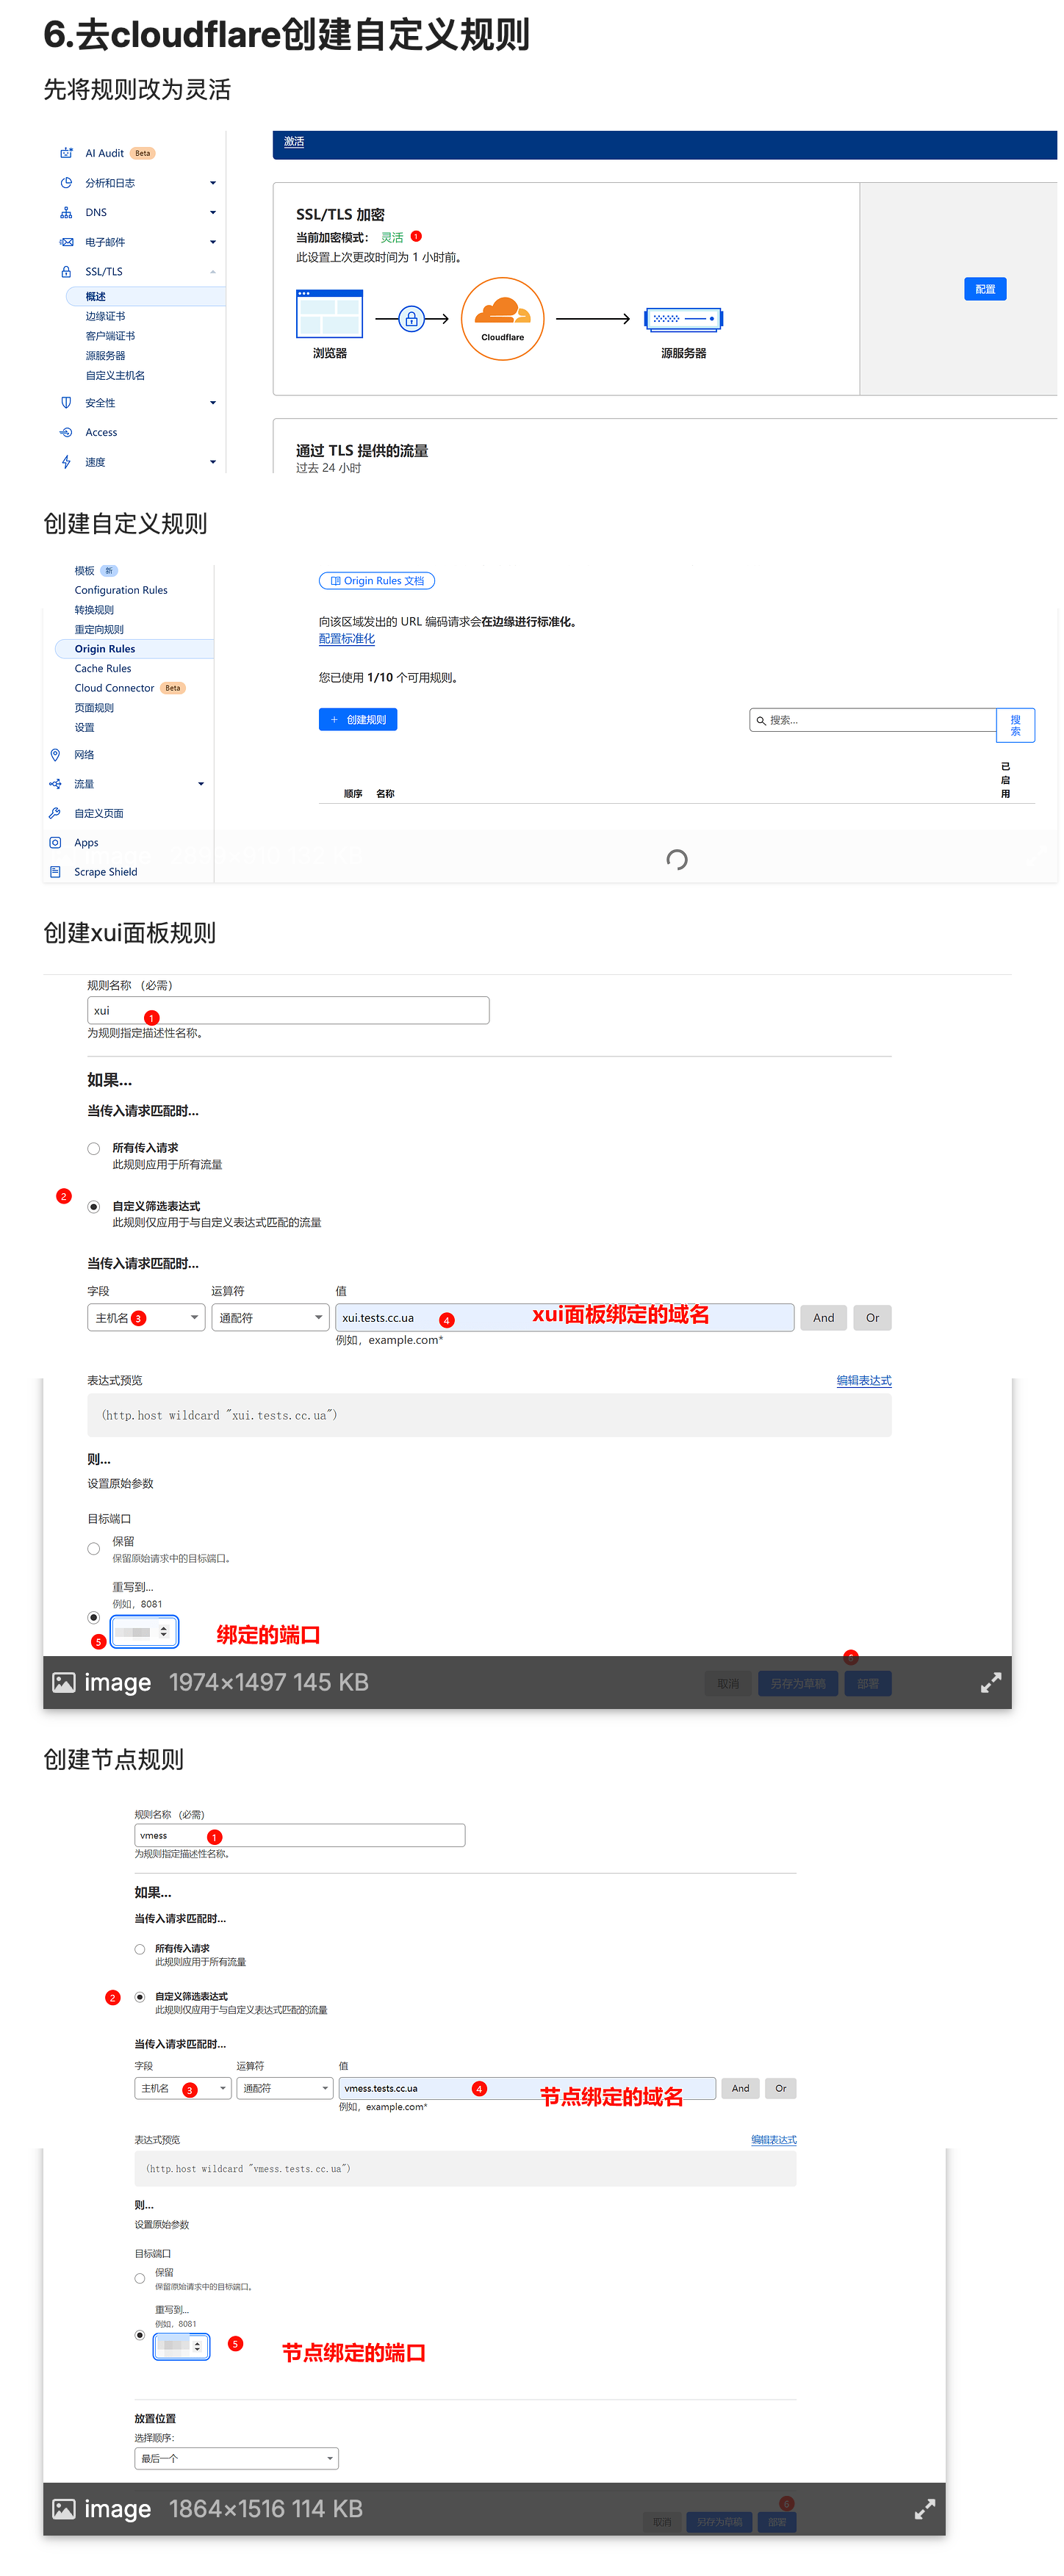 6.去cloudflare创建自定义规则
先将规则改为灵活
AI Audit Beta
分析和日志
DNS
电子邮件
SSL/TLS
概述
边缘证书
客户端证书
源服务器
自定义主机名
安全性
Access
速度
激活
SSL/TLS 加密
当前加密模式： 灵活 1
此设置上次更改时间为 1 小时前。
Cloudflare
浏览器
源服务器
配置
通过 TLS 提供的流量
过去 24 小时
创建自定义规则
模板 新
Configuration Rules
转换规则
重定向规则
Origin Rules
Cache Rules
Cloud Connector Beta
页面规则
设置
网络
流量
自定义页面
Apps
Scrape Shield
Origin Rules 文档
向该区域发出的 URL 编码请求会在边缘进行标准化。
配置标准化
您已使用 1/10 个可用规则。
+ 创建规则
搜索...
搜索
顺序 名称
已启用
创建xui面板规则
规则名称 （必需）
xui 1
为规则指定描述性名称。
如果...
当传入请求匹配时...
所有传入请求
此规则应用于所有流量
2
自定义筛选表达式
此规则仅应用于与自定义表达式匹配的流量
当传入请求匹配时...
字段 运算符 值
主机名 3 通配符 xui.tests.cc.ua 4 xui面板绑定的域名 And Or
例如，example.com*
表达式预览 编辑表达式
(http.host wildcard "xui.tests.cc.ua")
则...
设置原始参数
目标端口
保留
保留原始请求中的目标端口。
重写到...
例如，8081
5 绑定的端口
6
image 1974×1497 145 KB 取消 另存为草稿 部署
创建节点规则
规则名称 （必需）
vmess 1
为规则指定描述性名称。
如果...
当传入请求匹配时...
所有传入请求
此规则应用于所有流量
2
自定义筛选表达式
此规则仅应用于与自定义表达式匹配的流量
当传入请求匹配时...
字段 运算符 值
主机名 3 通配符 vmess.tests.cc.ua 4 节点绑定的域名 And Or
例如，example.com*
表达式预览 编辑表达式
(http.host wildcard "vmess.tests.cc.ua")
则...
设置原始参数
目标端口
保留
保留原始请求中的目标端口。
重写到...
例如，8081
5 节点绑定的端口
放置位置
选择顺序：
最后一个
6
image 1864×1516 114 KB 取消 另存为草稿 部署